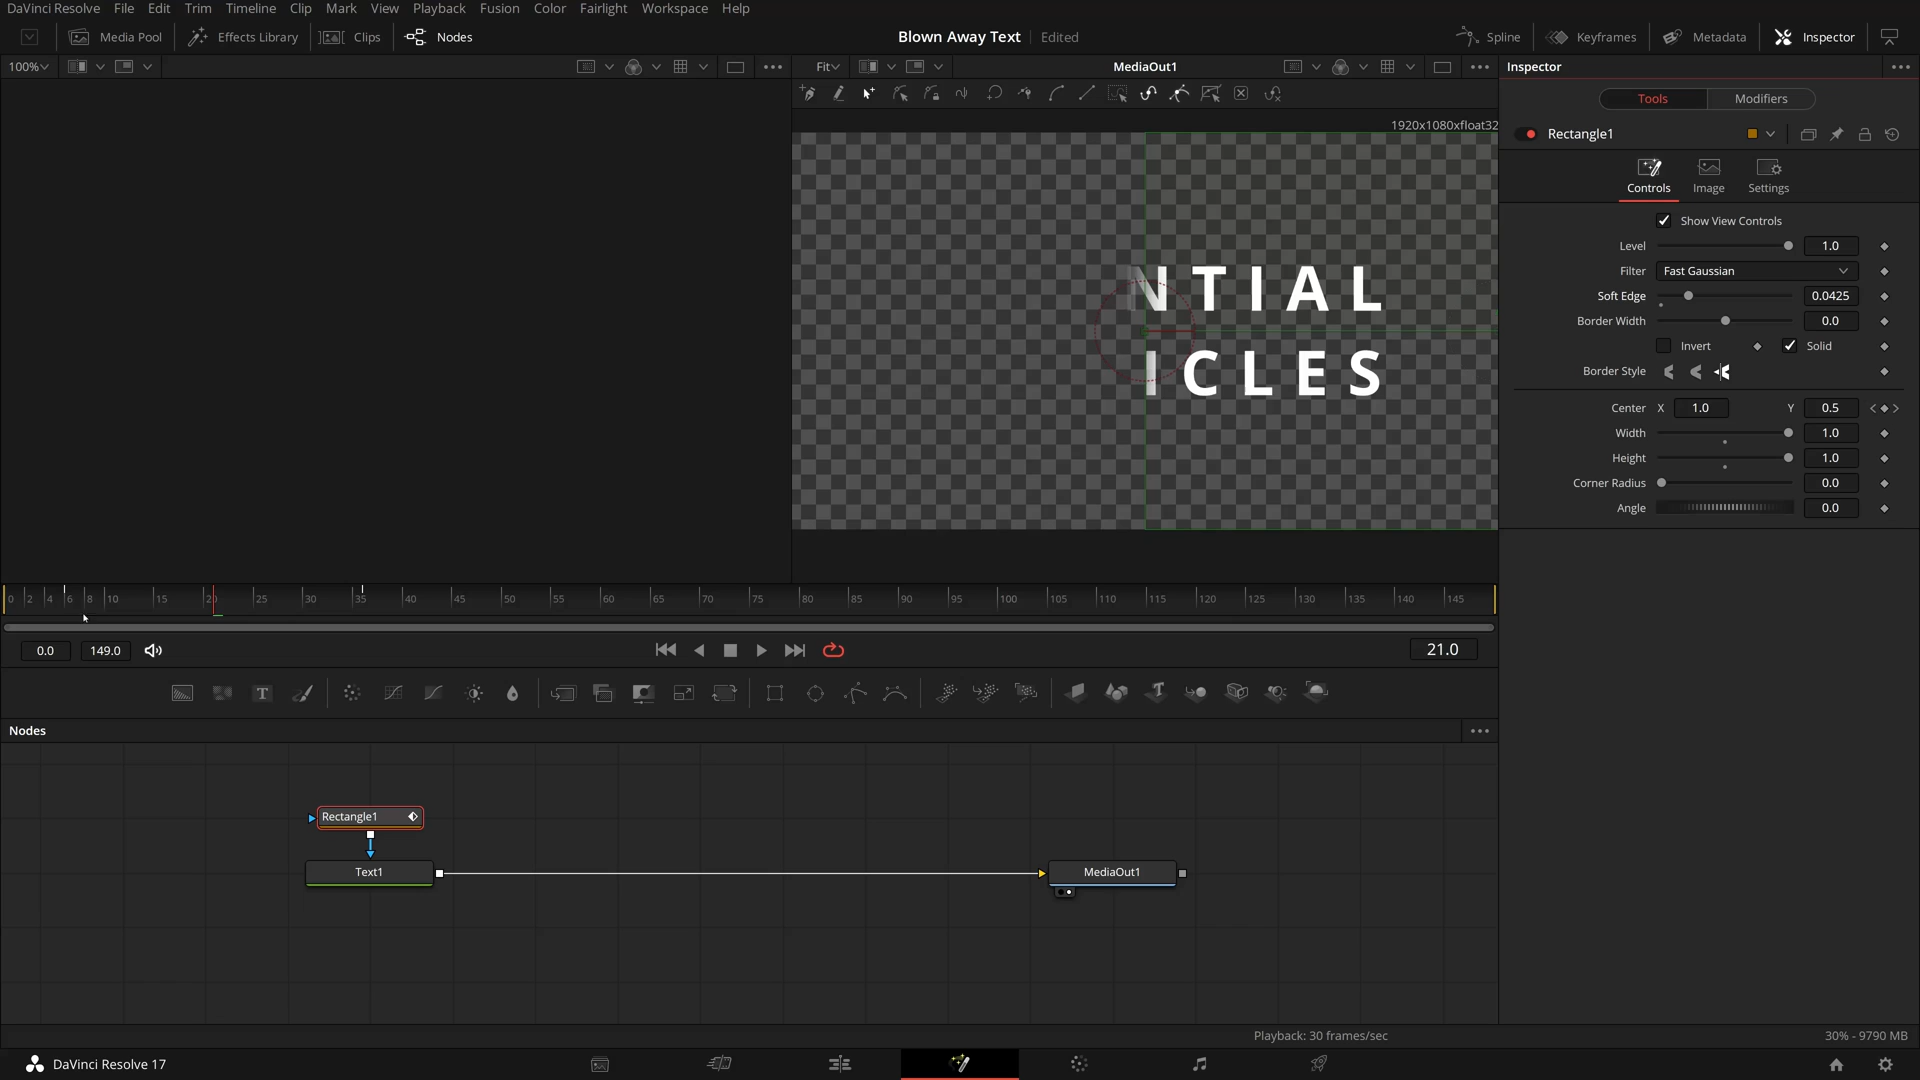 DaVinci Resolve File Edit Trim Timeline Clip Mark View Playback Fusion Color Fairlight Workspace Help
Media Pool Effects Library Clips Nodes Blown Away Text Edited Spline Keyframes Metadata Inspector
100% Fit MediaOut1 Inspector
Tools Modifiers
1920x1080xfloat32
Rectangle1
Controls Image Settings
Show View Controls
Level 1.0
Filter Fast Gaussian
Soft Edge 0.0425
Border Width 0.0
Invert Solid
Border Style
Center X 1.0 Y 0.5
Width 1.0
Height 1.0
Corner Radius 0.0
Angle 0.0
NTIAL
ICLES
0 2 4 6 8 10 15 20 25 30 35 40 45 50 55 60 65 70 75 80 85 90 95 100 105 110 115 120 125 130 135 140 145
0.0 149.0 21.0
Nodes
Rectangle1
Text1 MediaOut1
Playback: 30 frames/sec 30% - 9790 MB
DaVinci Resolve 17